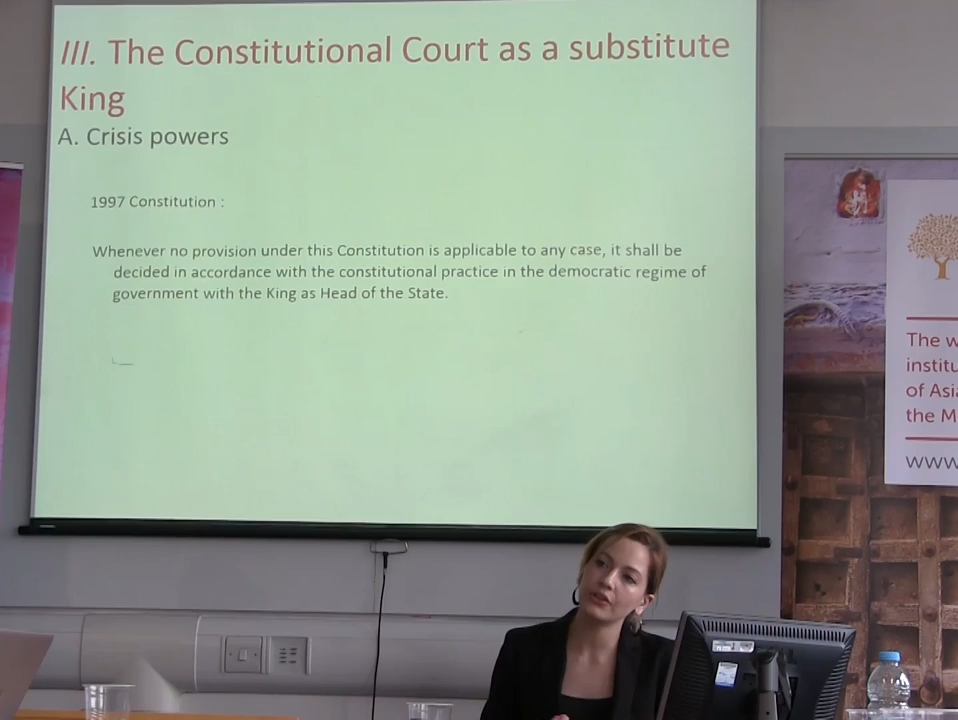 III. The Constitutional Court as a substitute
King
A. Crisis powers
1997 Constitution :
Whenever no provision under this Constitution is applicable to any case, it shall be
decided in accordance with the constitutional practice in the democratic regime of
government with the King as Head of the State.
The w
institu
of Asi
the M
www